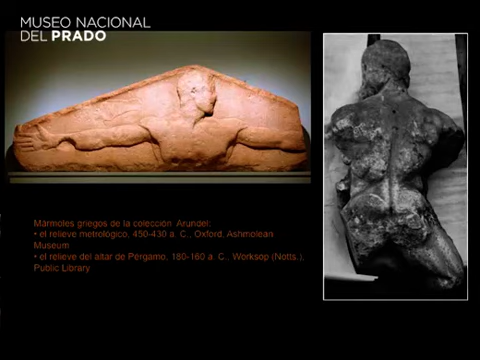 MUSEO NACIONAL
DEL PRADO
Mármoles griegos de la colección Arundel:
• el relieve metrológico, 450-430 a. C., Oxford, Ashmolean
Museum
• el relieve del altar de Pérgamo, 180-160 a. C., Worksop (Notts.),
Public Library